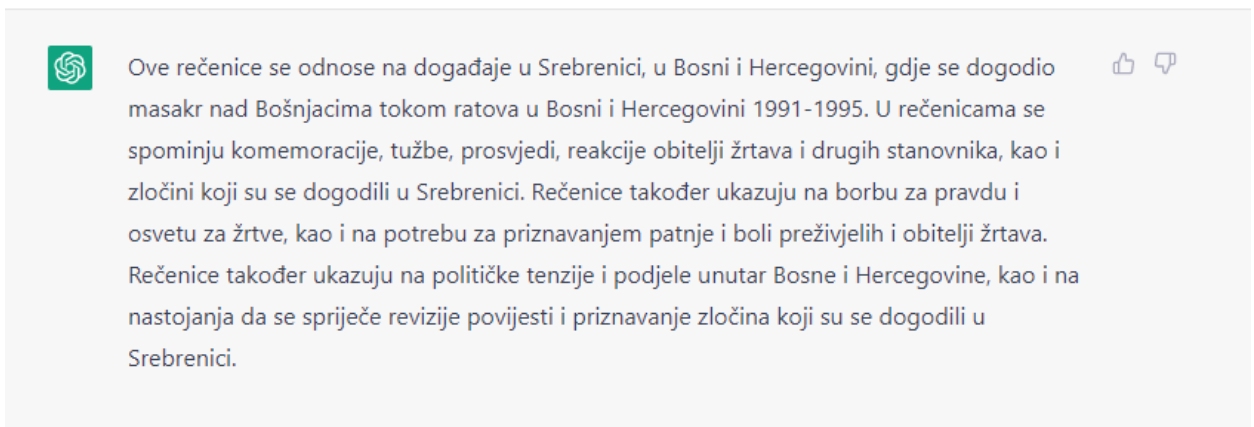 Ove rečenice se odnose na događaje u Srebrenici, u Bosni i Hercegovini, gdje se dogodio
masakr nad Bošnjacima tokom ratova u Bosni i Hercegovini 1991-1995. U rečenicama se
spominju komemoracije, tužbe, prosvjedi, reakcije obitelji žrtava i drugih stanovnika, kao i
zločini koji su se dogodili u Srebrenici. Rečenice također ukazuju na borbu za pravdu i
osvetu za žrtve, kao i na potrebu za priznavanjem patnje i boli preživjelih i obitelji žrtava.
Rečenice također ukazuju na političke tenzije i podjele unutar Bosne i Hercegovine, kao i na
nastojanja da se spriječe revizije povijesti i priznavanje zločina koji su se dogodili u
Srebrenici.